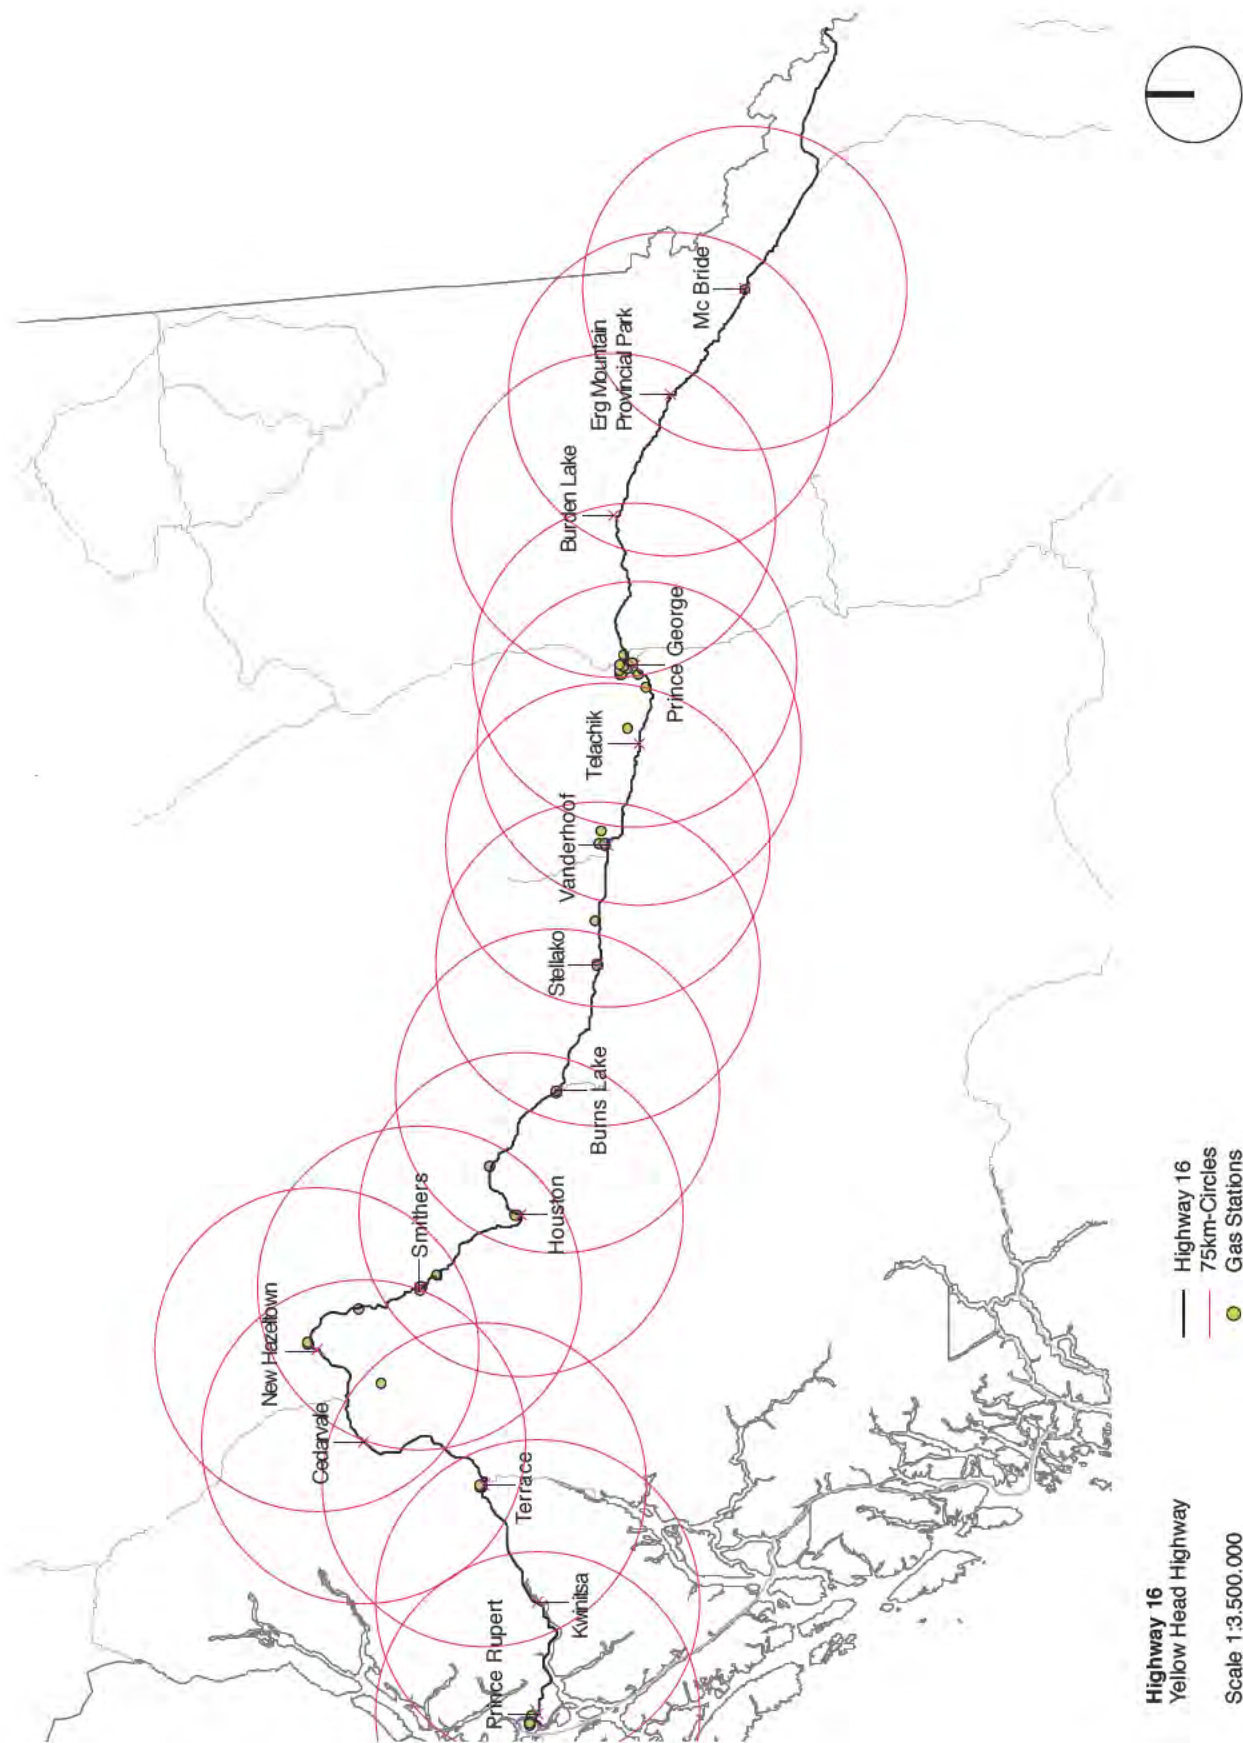 Prince Rupert
Kwinitsa
Terrace
Cedarvale
New Hazeltown
Smithers
Houston
Burns Lake
Stellako
Vanderhoof
Telachik
Prince George
Burden Lake
Erg Mountain
Provincial Park
Mc Bride
Highway 16
Yellow Head Highway
Scale 1:3.500.000
Highway 16
75km-Circles
Gas Stations